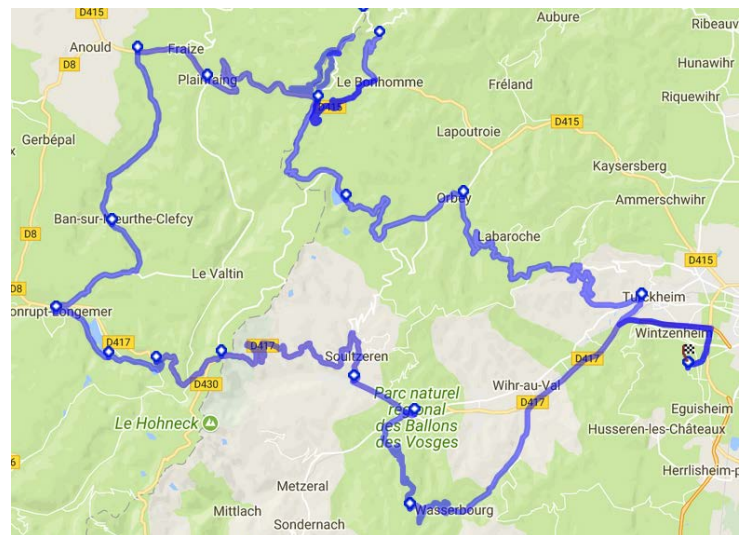 D415
Aubure
Ribeauv
Anould
Fraize
D8
Plainfaing
Le Bonhomme
Hunawihr
Fréland
Riquewihr
D415
Gerbépal
Lapoutroie
D415
Kaysersberg
Orbey
Ammerschwihr
Ban-sur-Meurthe-Clefcy
D8
Labaroche
Le Valtin
D415
D8
onrupt-Longemer
Turckheim
D417
D417
Wintzenheim
Soultzeren
D417
D430
Parc naturel
régional
des Ballons
des Vosges
Wihr-au-Val
D417
Eguisheim
Le Hohneck
Husseren-les-Châteaux
Herrlisheim-p
Metzeral
Wasserbourg
Mittlach
Sondernach